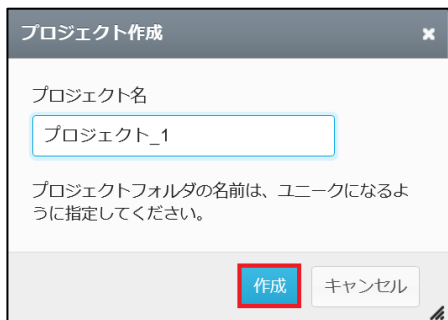 プロジェクト作成
プロジェクト名
プロジェクト_1
プロジェクトフォルダの名前は、ユニークになるよ
うに指定してください。
作成 キャンセル